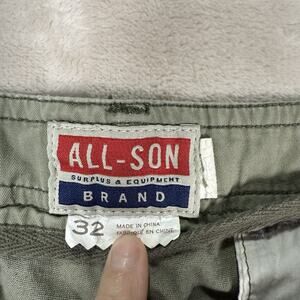 ALL-SON
SURPLUS & EQUIPMENT
BRAND
32
MADE IN CHINA
FABRIQUÉ EN CHINE